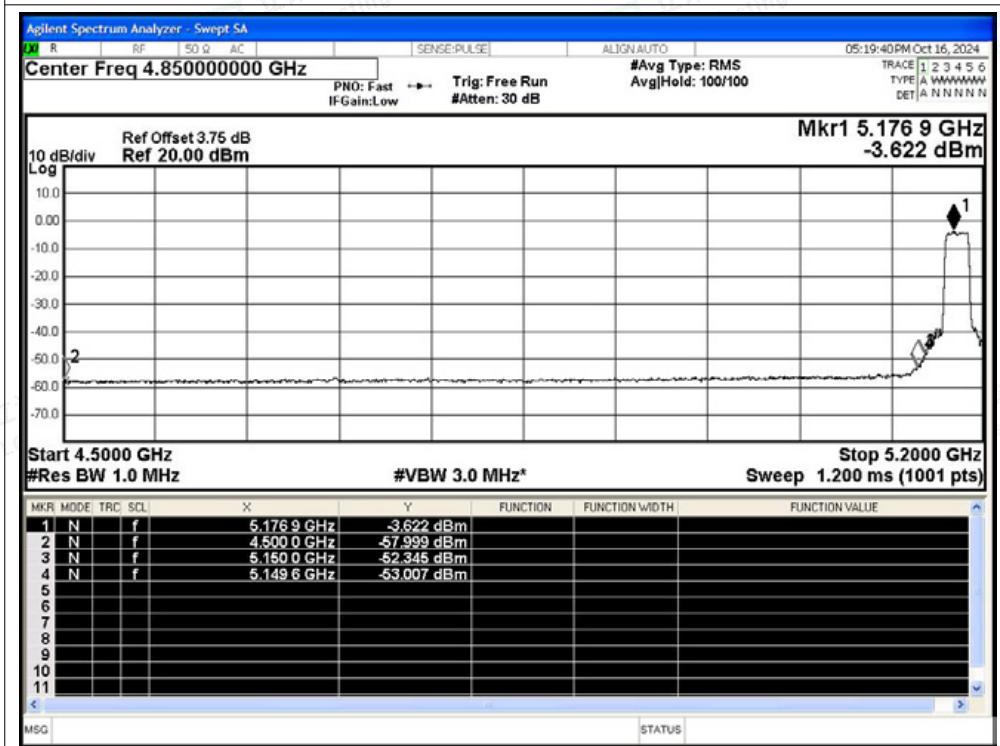 Agilent Spectrum Analyzer - Swept SA
R RF 50 Ω AC SENSE:PULSE ALIGN AUTO 05:19:40 PM Oct 16, 2024
Center Freq 4.850000000 GHz #Avg Type: RMS TRACE 1 2 3 4 5 6
PNO: Fast Trig: Free Run Avg|Hold: 100/100 TYPE A WWWWW
IFGain:Low #Atten: 30 dB DET A N N N N N
Mkr1 5.176 9 GHz
Ref Offset 3.75 dB
10 dB/div Ref 20.00 dBm -3.622 dBm
Log
10.0
0.00
-10.0
-20.0
-30.0
-40.0
-50.0
-60.0
-70.0
1
2
Start 4.5000 GHz Stop 5.2000 GHz
#Res BW 1.0 MHz #VBW 3.0 MHz* Sweep 1.200 ms (1001 pts)
MKR MODE TRC SCL X Y FUNCTION FUNCTION WIDTH FUNCTION VALUE
1 N f 5.176 9 GHz -3.622 dBm
2 N f 4.500 0 GHz -57.999 dBm
3 N f 5.150 0 GHz -52.345 dBm
4 N f 5.149 6 GHz -53.007 dBm
5
6
7
8
9
10
11
MSG STATUS